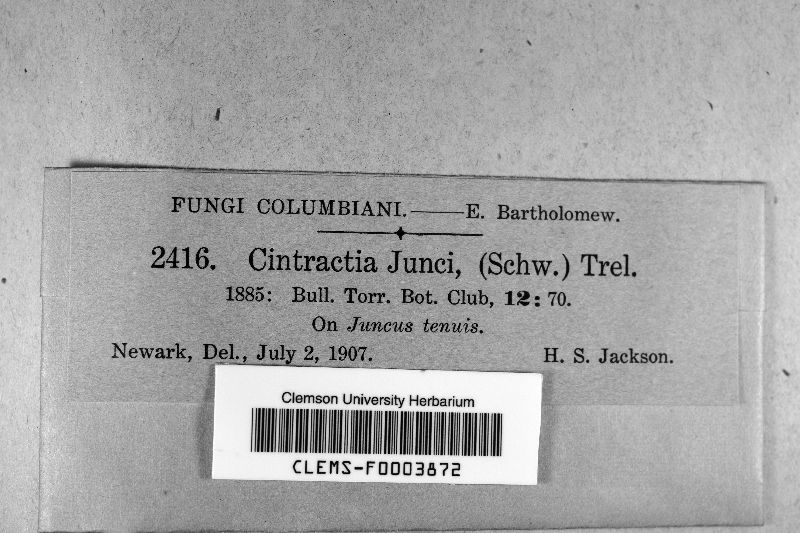 FUNGI COLUMBIANI.——E. Bartholomew.
2416. Cintractia Junci, (Schw.) Trel.
1885: Bull. Torr. Bot. Club, 12: 70.
On Juncus tenuis.
Newark, Del., July 2, 1907. H. S. Jackson.
Clemson University Herbarium
CLEMS-F0003872